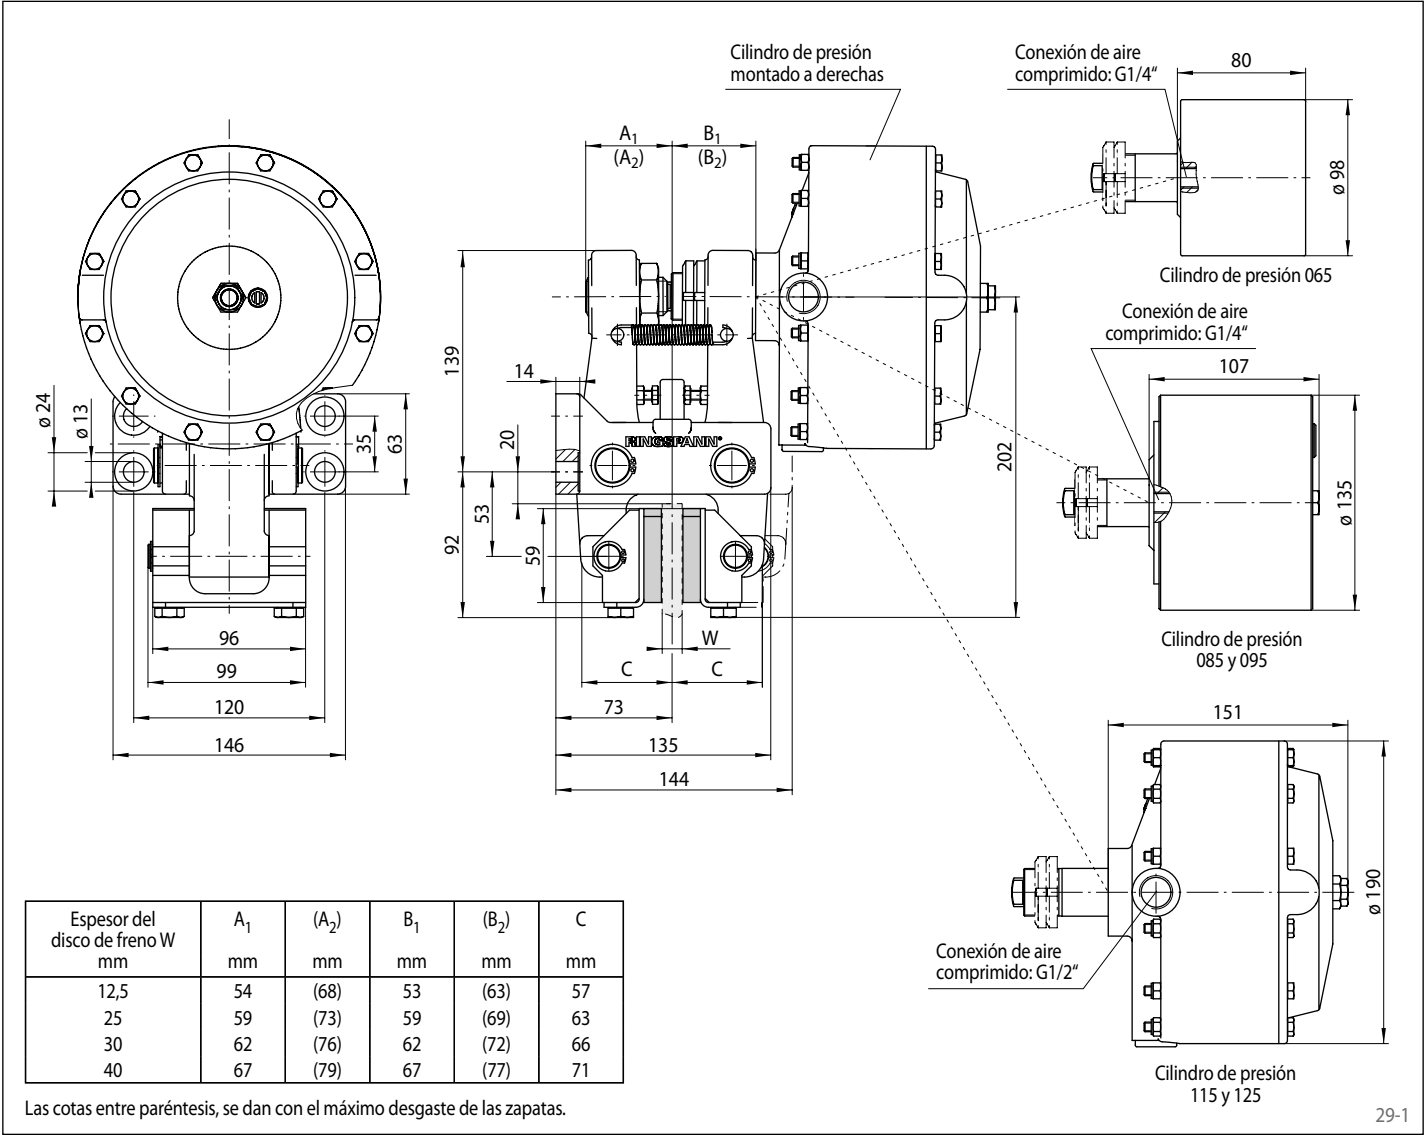 Cilindro de presión
montado a derechas
Conexión de aire
comprimido: G1/4“
80
ø 98
Cilindro de presión 065
A1
(A2)
B1
(B2)
139
14
20
53
92
59
RINGSPANN®
202
W
C
C
73
135
144
ø 24
ø 13
35
63
96
99
120
146
Conexión de aire
comprimido: G1/4“
107
ø 135
Cilindro de presión
085 y 095
151
ø 190
Conexión de aire
comprimido: G1/2“
Cilindro de presión
115 y 125
Espesor del A1 (A2) B1 (B2) C
disco de freno W
mm mm mm mm mm mm
12,5 54 (68) 53 (63) 57
25 59 (73) 59 (69) 63
30 62 (76) 62 (72) 66
40 67 (79) 67 (77) 71
Las cotas entre paréntesis, se dan con el máximo desgaste de las zapatas.
29-1